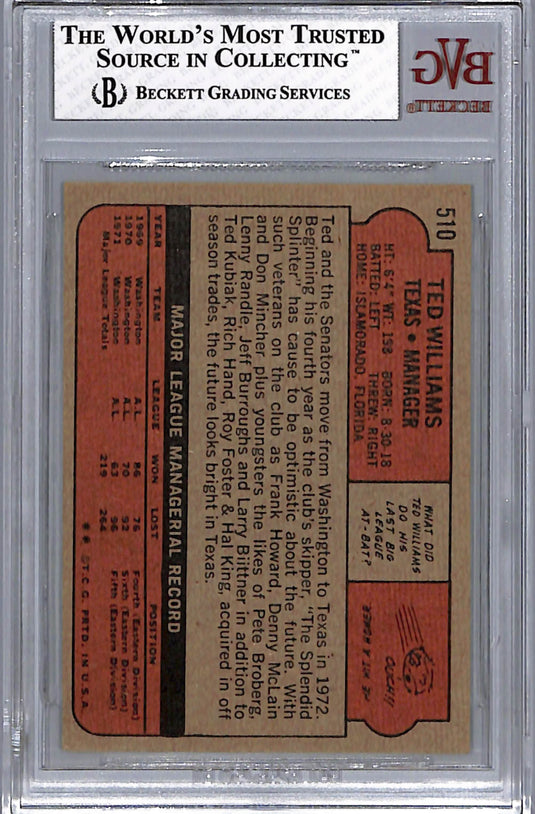 THE WORLD'S MOST TRUSTED
SOURCE IN COLLECTING™
B BECKETT GRADING SERVICES
BVG
BECKETT
510
TED WILLIAMS
TEXAS • MANAGER
HT: 6'4" WT: 198 BORN: 8-30-18
BATTED: LEFT THREW: RIGHT
HOME: ISLAMORADA, FLORIDA
WHAT DID
TED WILLIAMS
DO HIS
LAST BIG
LEAGUE
AT-BAT?
OUCH!!
HE HIT A HOMER
Ted and the Senators move from Washington to Texas in 1972.
Beginning his fourth year as the club's skipper, "The Splendid
Splinter" has cause to be optimistic about the future. With
such veterans on the club as Frank Howard, Denny McLain
and Don Mincher plus youngsters the likes of Pete Broberg,
Lenny Randle, Jeff Burroughs and Larry Biittner in addition to
Ted Kubiak, Rich Hand, Roy Foster & Hal King, acquired in off
season trades, the future looks bright in Texas.
MAJOR LEAGUE MANAGERIAL RECORD
YEAR TEAM LEAGUE WON LOST POSITION
1969 Washington A.L. 86 76 Fourth (Eastern Division)
1970 Washington A.L. 70 92 Sixth (Eastern Division)
1971 Washington A.L. 63 96 Fifth (Eastern Division)
Major League Totals 219 264
* * ©T.C.G. PRTD. IN U.S.A.